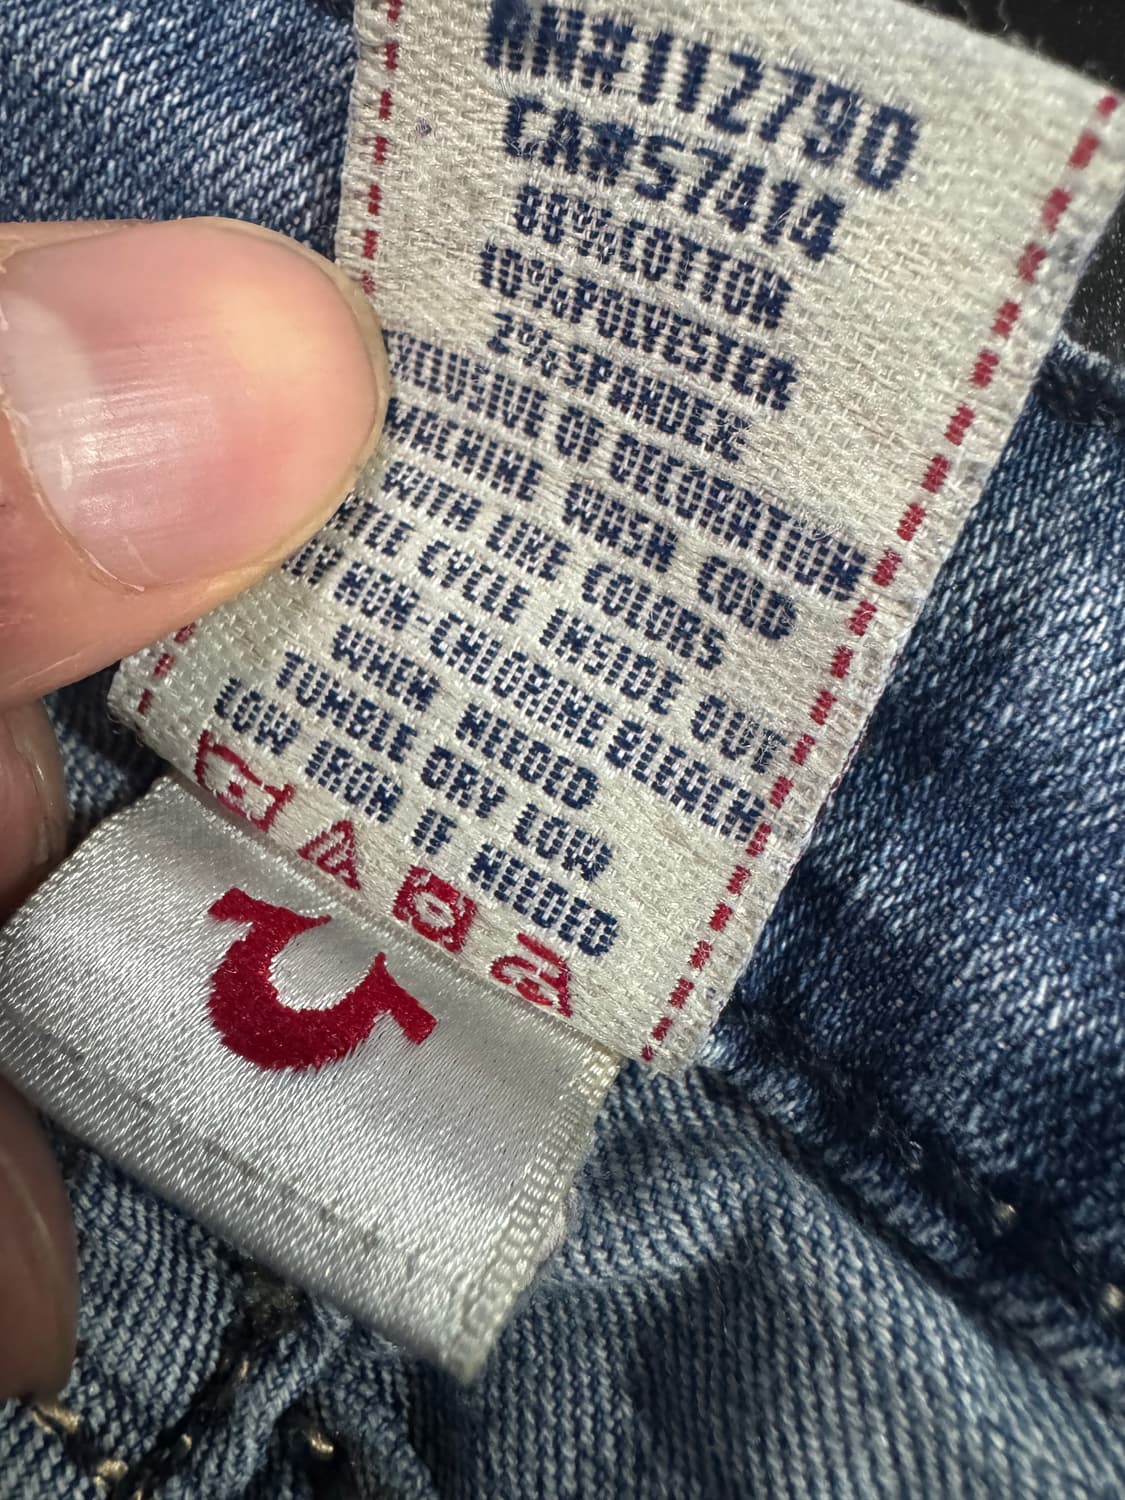 RN#112790
CA#57414
88%COTTON
10%POLYESTER
2%SPANDEX
EXCLUSIVE OF DECORATION
MACHINE WASH COLD
WITH LIKE COLORS
CYCLE INSIDE OUT
NON-CHLORINE BLEACH
WHEN NEEDED
TUMBLE DRY LOW
LOW IRON IF NEEDED